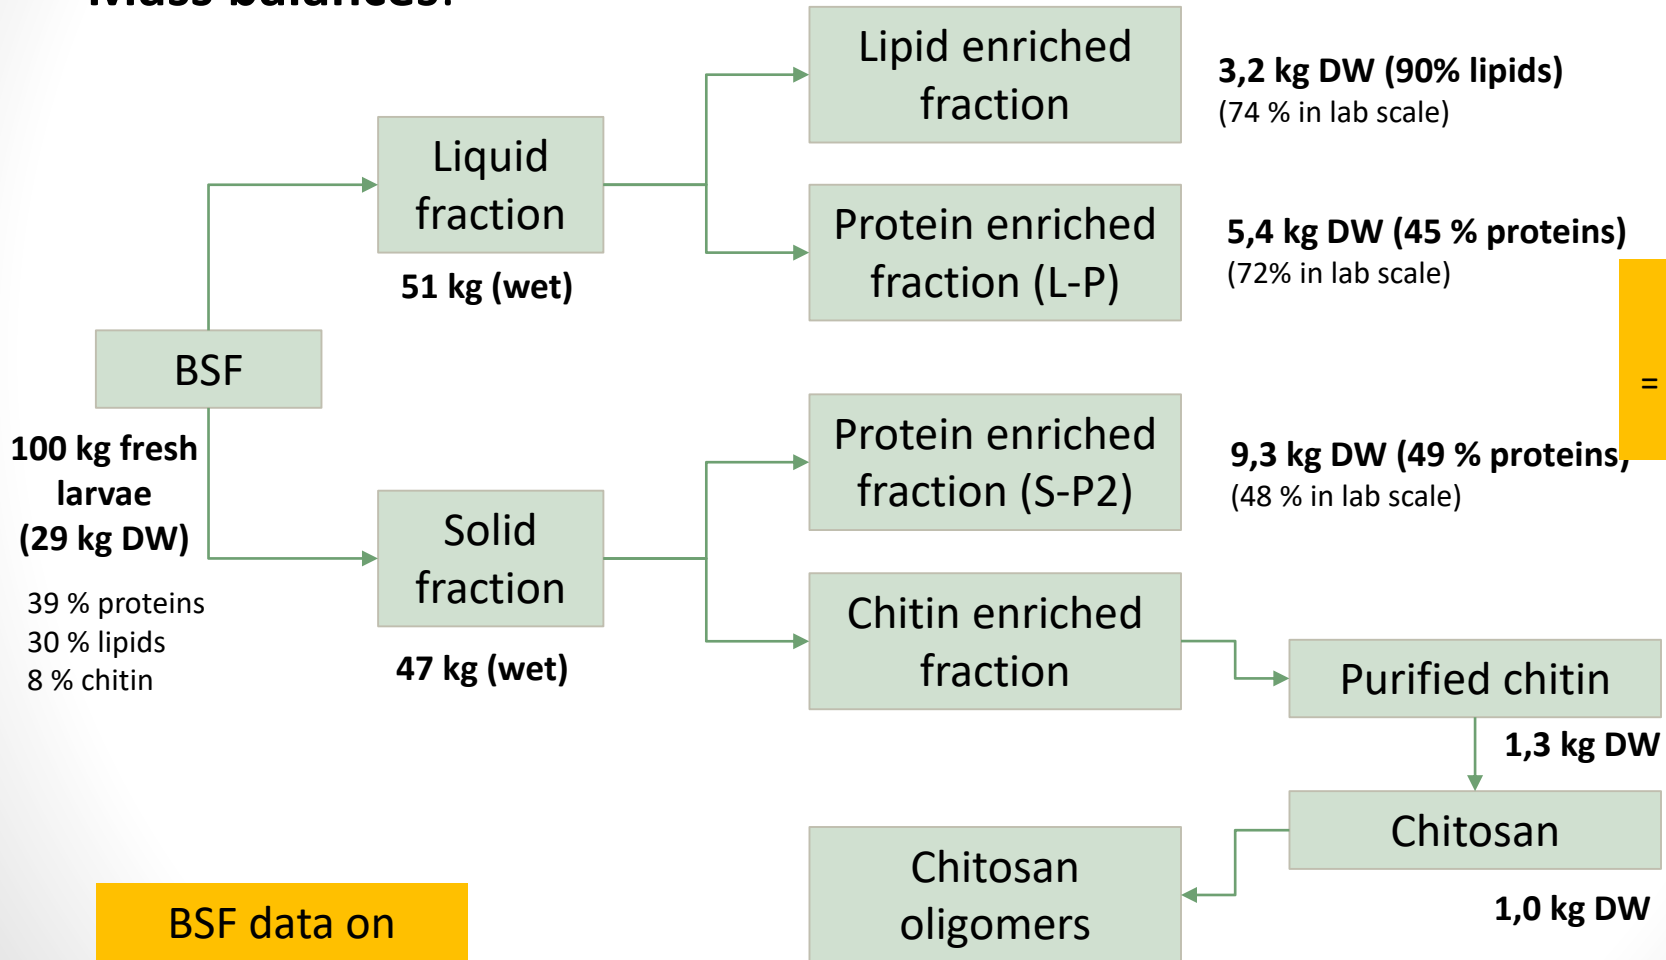 Mass balances:
Lipid enriched
fraction
3,2 kg DW (90% lipids)
(74 % in lab scale)
Liquid
fraction
51 kg (wet)
Protein enriched
fraction (L-P)
5,4 kg DW (45 % proteins)
(72% in lab scale)
BSF
100 kg fresh
larvae
(29 kg DW)
39 % proteins
30 % lipids
8 % chitin
=
Protein enriched
fraction (S-P2)
9,3 kg DW (49 % proteins)
(48 % in lab scale)
Solid
fraction
47 kg (wet)
Chitin enriched
fraction
Purified chitin
1,3 kg DW
Chitosan
1,0 kg DW
Chitosan
oligomers
BSF data on